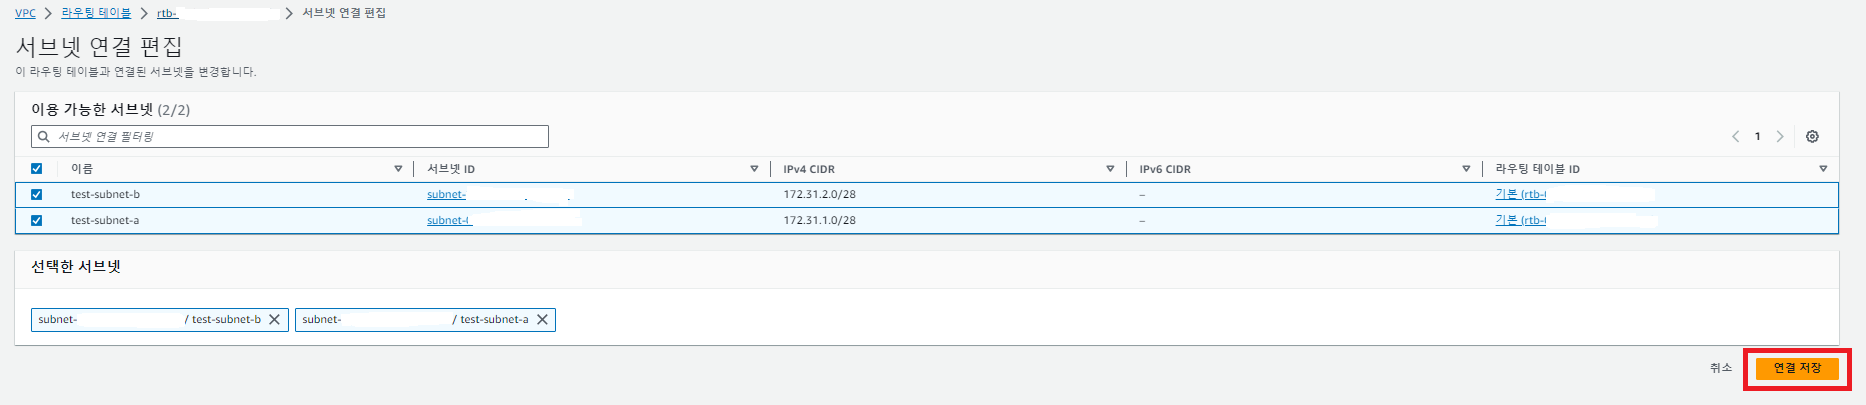 VPC > 라우팅 테이블 > rtb- > 서브넷 연결 편집
서브넷 연결 편집
이 라우팅 테이블과 연결된 서브넷을 변경합니다.
이용 가능한 서브넷 (2/2)
서브넷 연결 필터링
1
이름 서브넷 ID IPv4 CIDR IPv6 CIDR 라우팅 테이블 ID
test-subnet-b subnet- 172.31.2.0/28 – 기본 (rtb-
test-subnet-a subnet- 172.31.1.0/28 – 기본 (rtb-
선택한 서브넷
subnet- / test-subnet-b subnet- / test-subnet-a
취소 연결 저장